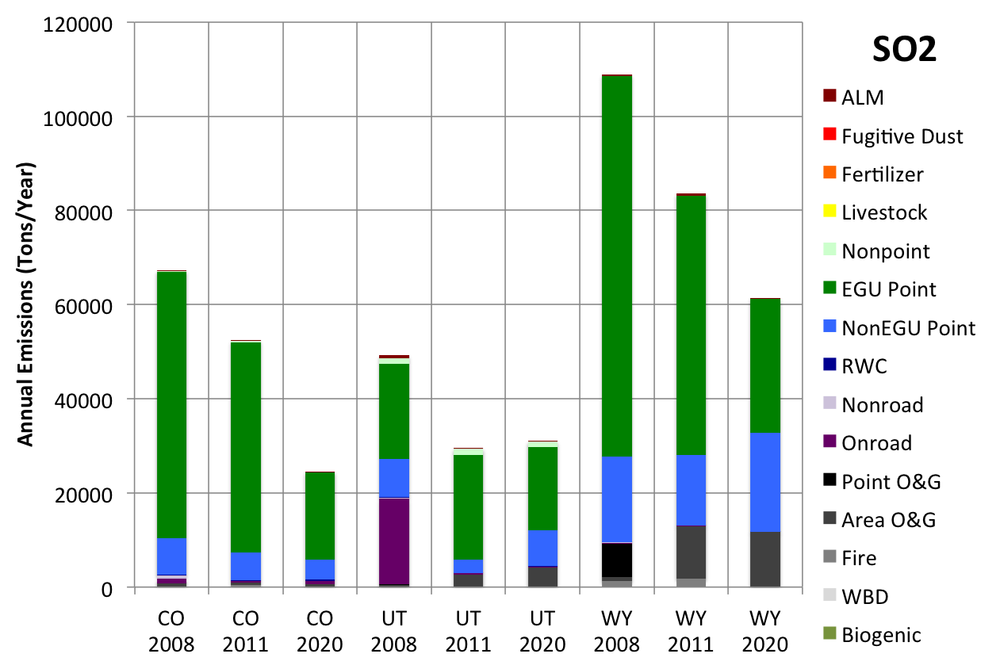 SO2
120000
100000
80000
60000
40000
20000
0
Annual Emissions (Tons/Year)
CO
2008
CO
2011
CO
2020
UT
2008
UT
2011
UT
2020
WY
2008
WY
2011
WY
2020
ALM
Fugitive Dust
Fertilizer
Livestock
Nonpoint
EGU Point
NonEGU Point
RWC
Nonroad
Onroad
Point O&G
Area O&G
Fire
WBD
Biogenic